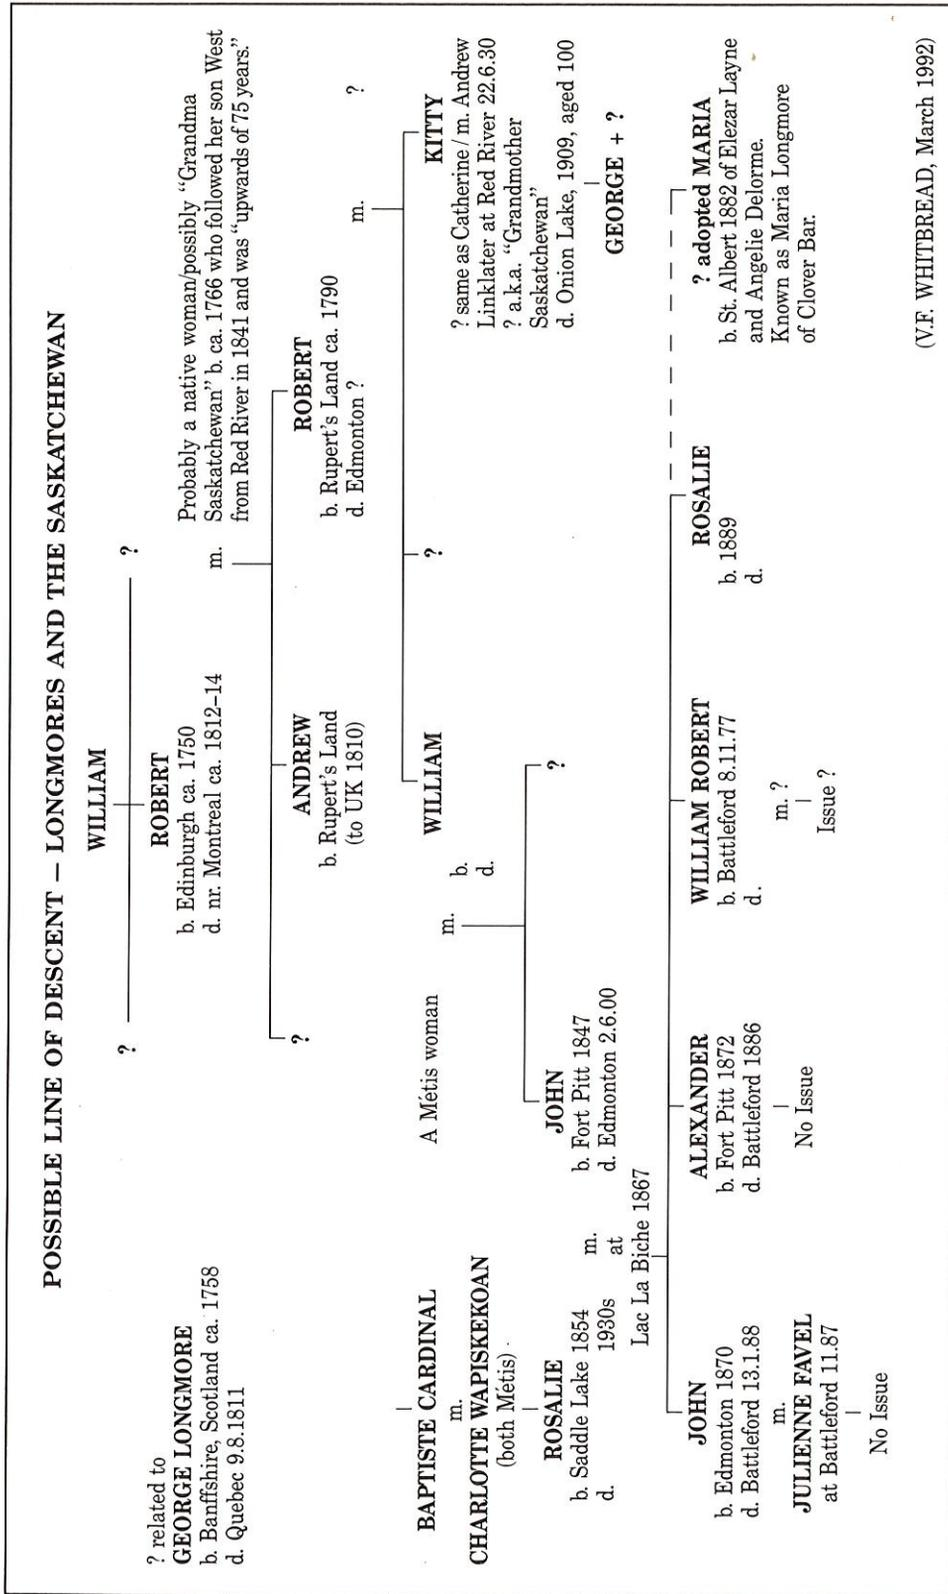 POSSIBLE LINE OF DESCENT – LONGMORES AND THE SASKATCHEWAN
? related to
GEORGE LONGMORE
b. Banffshire, Scotland ca. 1758
d. Quebec 9.8.1811
WILLIAM
?
?
ROBERT
b. Edinburgh ca. 1750
d. nr. Montreal ca. 1812–14
m.
Probably a native woman/possibly “Grandma
Saskatchewan” b. ca. 1766 who followed her son West
from Red River in 1841 and was “upwards of 75 years.”
?
ANDREW
b. Rupert's Land
(to UK 1810)
ROBERT
b. Rupert's Land ca. 1790
d. Edmonton ?
m.
?
BAPTISTE CARDINAL
m.
CHARLOTTE WAPISKEKOAN
(both Métis)
A Métis woman
m.
WILLIAM
b.
d.
?
KITTY
? same as Catherine / m. Andrew
Linklater at Red River 22.6.30
? a.k.a. “Grandmother
Saskatchewan”
d. Onion Lake, 1909, aged 100
GEORGE + ?
ROSALIE
b. Saddle Lake 1854
d. 1930s
m.
at
Lac La Biche 1867
JOHN
b. Fort Pitt 1847
d. Edmonton 2.6.00
?
JOHN
b. Edmonton 1870
d. Battleford 13.1.88
m.
JULIENNE FAVEL
at Battleford 11.87
No Issue
ALEXANDER
b. Fort Pitt 1872
d. Battleford 1886
No Issue
WILLIAM ROBERT
b. Battleford 8.11.77
d.
m. ?
Issue ?
ROSALIE
b. 1889
d.
? adopted MARIA
b. St. Albert 1882 of Elezar Layne
and Angelie Delorme.
Known as Maria Longmore
of Clover Bar.
(V.F. WHITBREAD, March 1992)